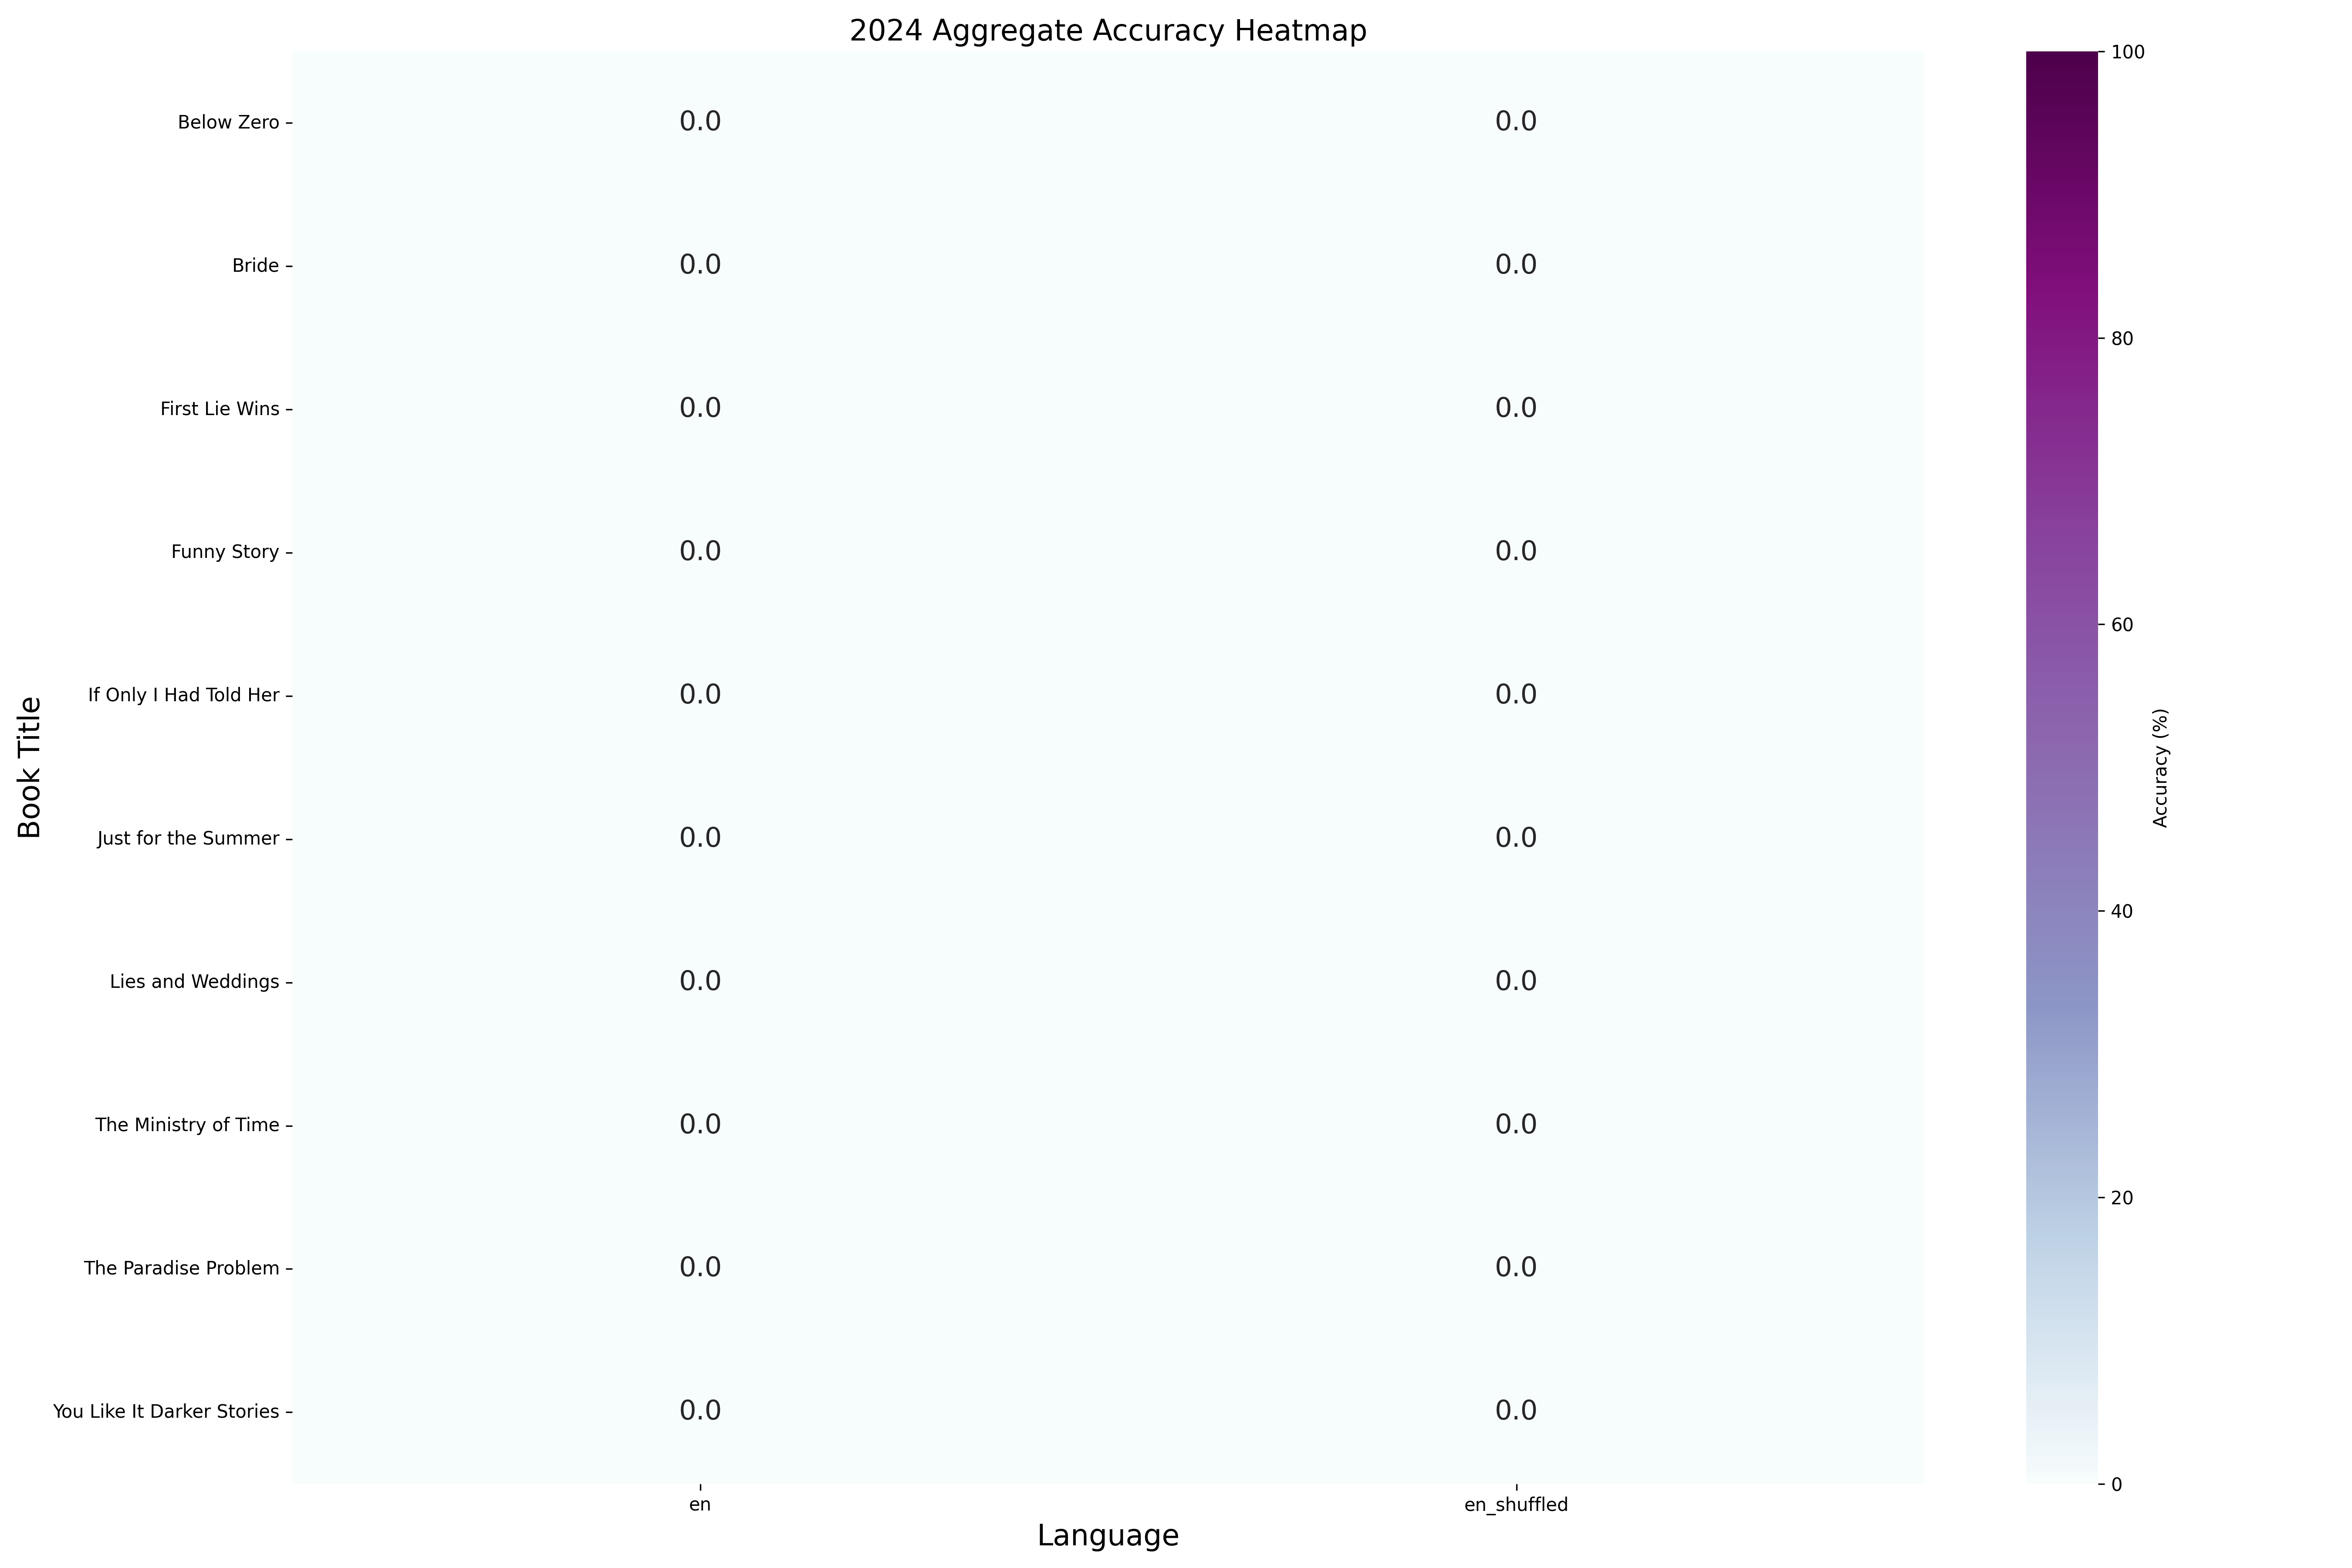 2024 Aggregate Accuracy Heatmap
Book Title
Below Zero 0.0 0.0
Bride 0.0 0.0
First Lie Wins 0.0 0.0
Funny Story 0.0 0.0
If Only I Had Told Her 0.0 0.0
Just for the Summer 0.0 0.0
Lies and Weddings 0.0 0.0
The Ministry of Time 0.0 0.0
The Paradise Problem 0.0 0.0
You Like It Darker Stories 0.0 0.0
en en_shuffled
Language
100
80
60
40
20
0
Accuracy (%)